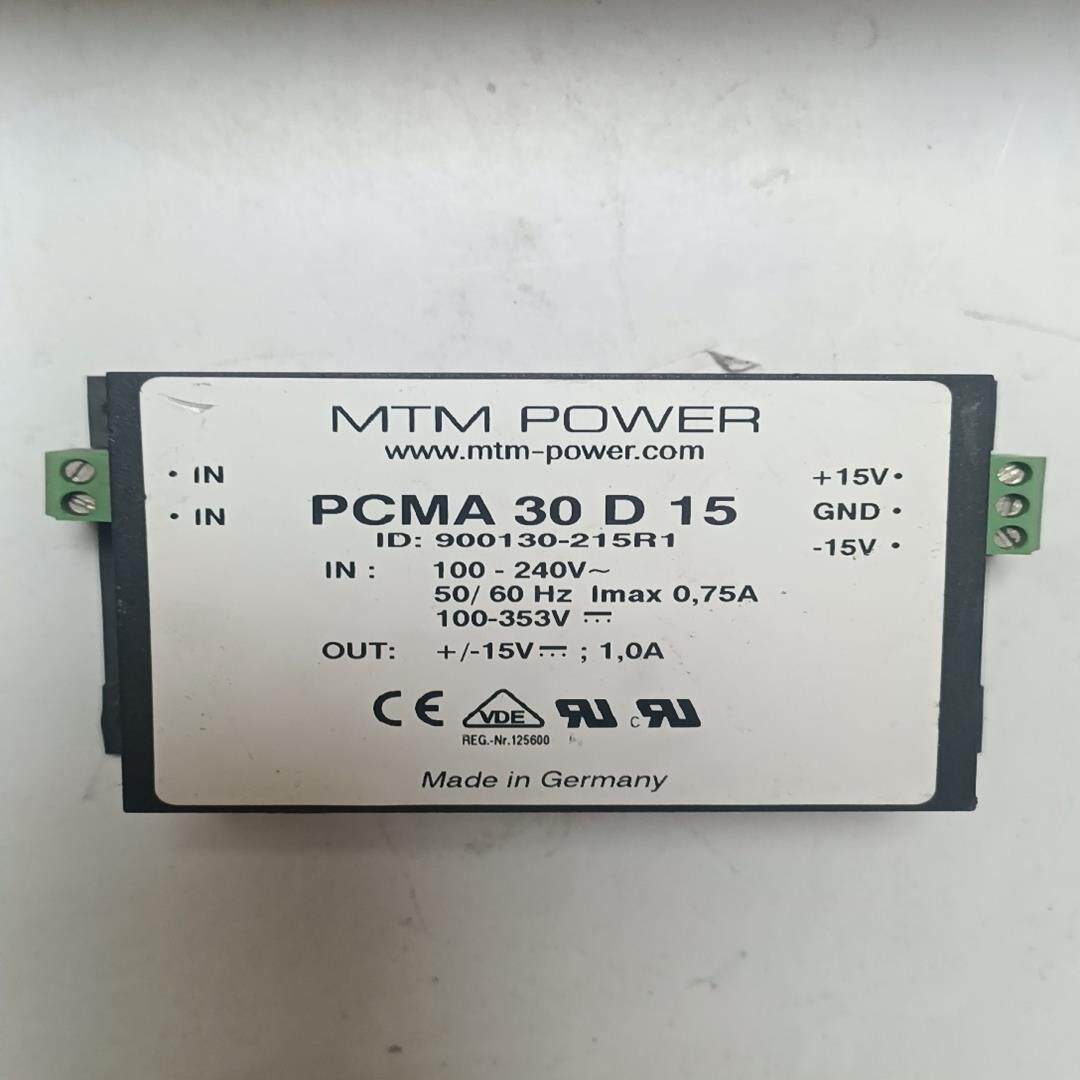 MTM POWER
www.mtm-power.com
• IN
• IN
+15V•
GND •
-15V •
PCMA 30 D 15
ID: 900130-215R1
IN : 100 - 240V~
50/ 60 Hz Imax 0,75A
100-353V ⎓
OUT: +/-15V⎓ ; 1,0A
CE VDE RU c RU
REG.-Nr.125600
Made in Germany